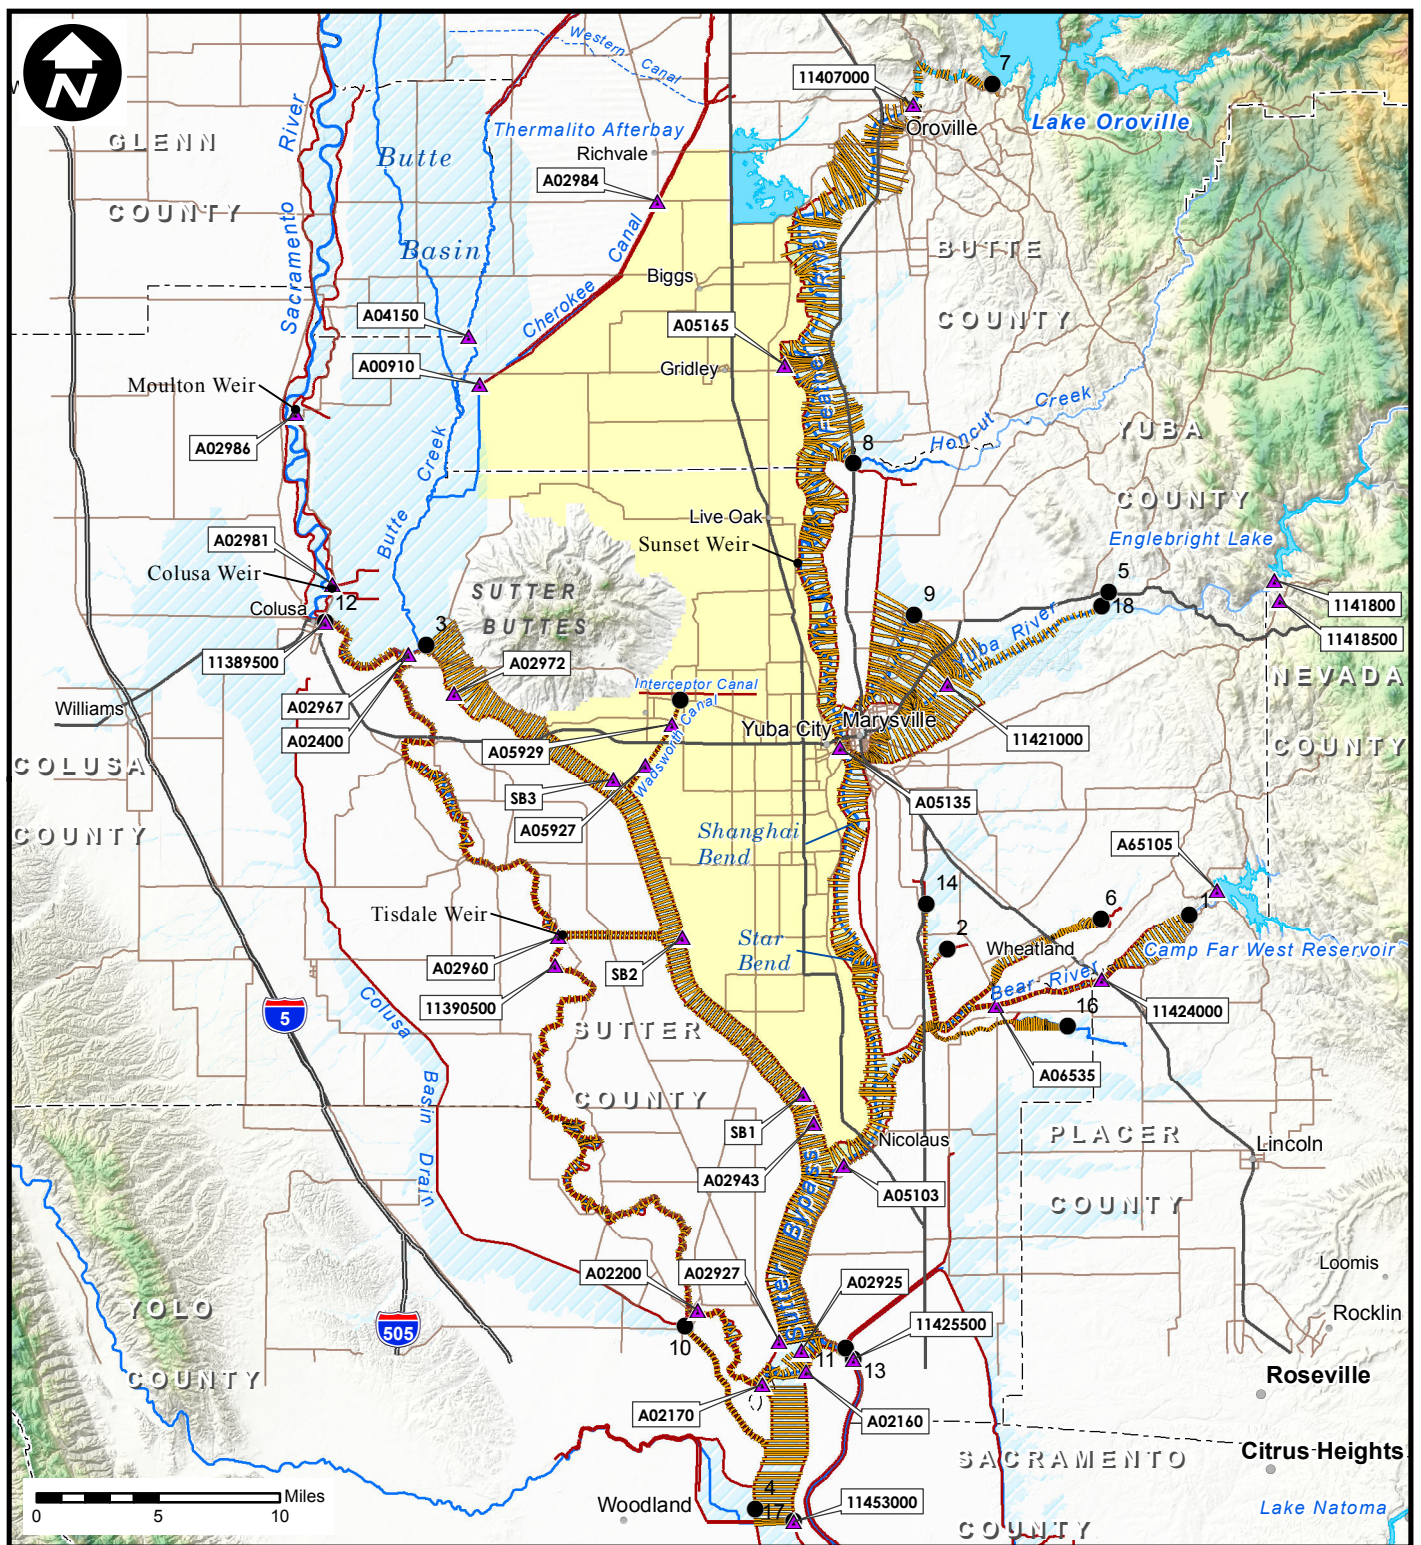 N
W
GLENN
COUNTY
Sacramento
River
Butte
Basin
Western
Canal
Thermalito Afterbay
Richvale
A02984
11407000
7
Oroville
Lake Oroville
BUTTE
COUNTY
Biggs
Cherokee
Canal
A04150
A00910
A05165
Gridley
Feather
River
Moulton Weir
A02986
Butte
Creek
8
Honcut
Creek
YUBA
COUNTY
Englebright Lake
Live Oak
Sunset Weir
A02981
Colusa Weir
Colusa
12
SUTTER
BUTTES
5
18
9
1141800
11418500
11389500
3
A02972
Yuba River
NEVADA
COUNTY
Williams
A02967
A02400
Interceptor Canal
Wadsworth Canal
A05929
Yuba City
Marysville
11421000
COLUSA
COUNTY
SB3
A05927
A05135
Shanghai
Bend
A65105
14
6
1
Tisdale Weir
2
Wheatland
Star
Bend
Camp Far West Reservoir
A02960
SB2
11390500
Bear River
11424000
16
5
Colusa
Basin
Drain
SUTTER
COUNTY
A06535
SB1
Nicolaus
PLACER
COUNTY
Lincoln
A02943
A05103
Sutter
Bypass
A02200
A02927
A02925
Loomis
YOLO
COUNTY
505
10
11
11425500
13
Rocklin
Roseville
A02170
A02160
SACRAMENTO
COUNTY
Citrus Heights
Miles
0
5
10
Woodland
4
17
11453000
Lake Natoma